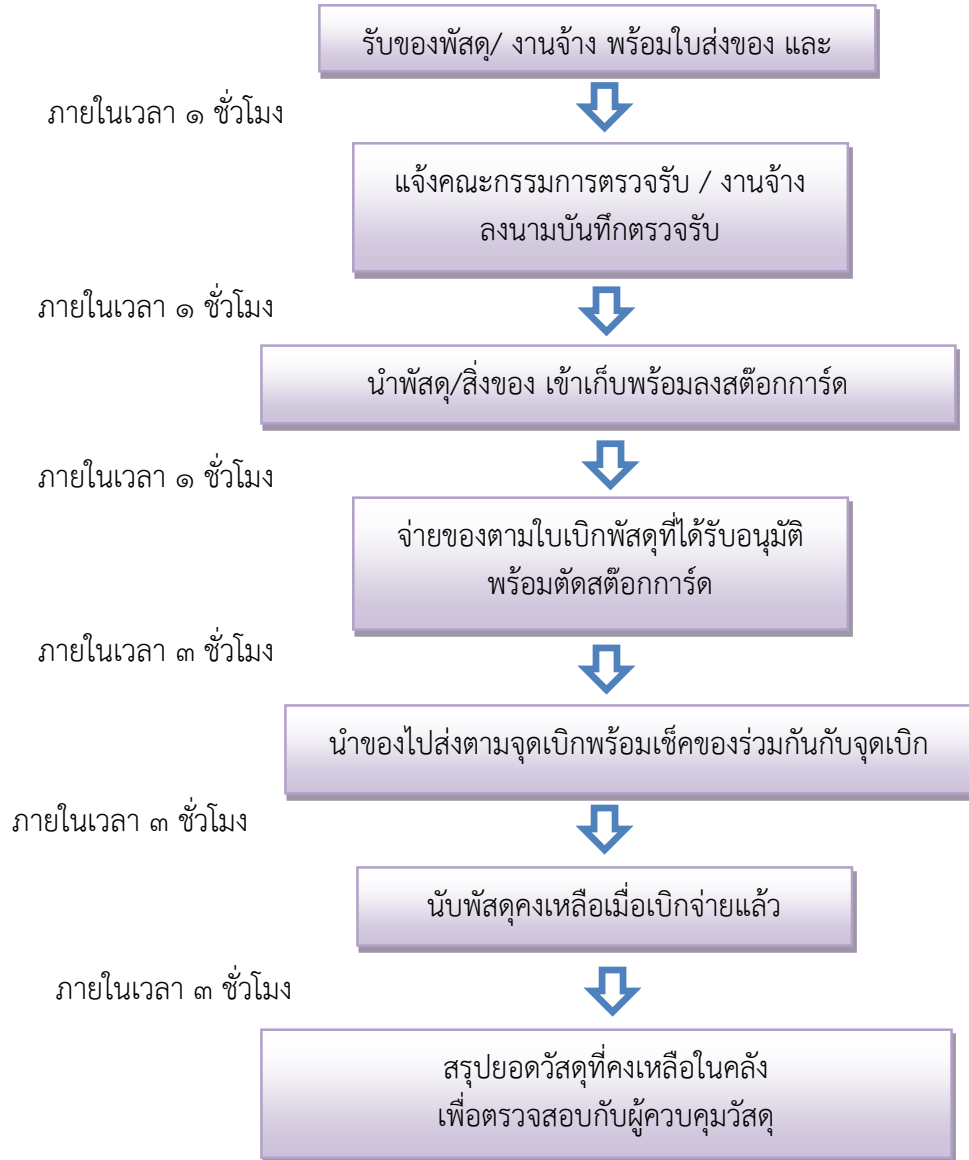 รับของพัสดุ/ งานจ้าง พร้อมใบส่งของ และ
ภายในเวลา ๑ ชั่วโมง
แจ้งคณะกรรมการตรวจรับ / งานจ้าง
ลงนามบันทึกตรวจรับ
ภายในเวลา ๑ ชั่วโมง
นำพัสดุ/สิ่งของ เข้าเก็บพร้อมลงสต๊อกการ์ด
ภายในเวลา ๑ ชั่วโมง
จ่ายของตามใบเบิกพัสดุที่ได้รับอนุมัติ
พร้อมตัดสต๊อกการ์ด
ภายในเวลา ๓ ชั่วโมง
นำของไปส่งตามจุดเบิกพร้อมเช็คของร่วมกันกับจุดเบิก
ภายในเวลา ๓ ชั่วโมง
นับพัสดุคงเหลือเมื่อเบิกจ่ายแล้ว
ภายในเวลา ๓ ชั่วโมง
สรุปยอดวัสดุที่คงเหลือในคลัง
เพื่อตรวจสอบกับผู้ควบคุมวัสดุ